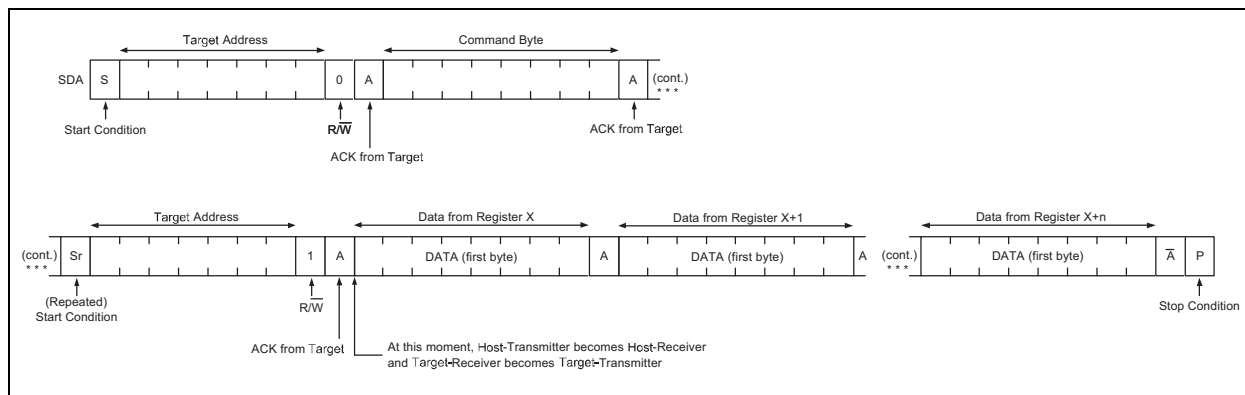 Target Address
Command Byte
SDA S 0 A A (cont.)
* * *
Start Condition
R/W̅
ACK from Target
ACK from Target
Target Address
Data from Register X
Data from Register X+1
Data from Register X+n
(cont.)
* * *
Sr 1 A DATA (first byte) A DATA (first byte) A (cont.)
* * *
DATA (first byte) A̅ P
(Repeated)
Start Condition
R/W̅
Stop Condition
ACK from Target
At this moment, Host-Transmitter becomes Host-Receiver
and Target-Receiver becomes Target-Transmitter